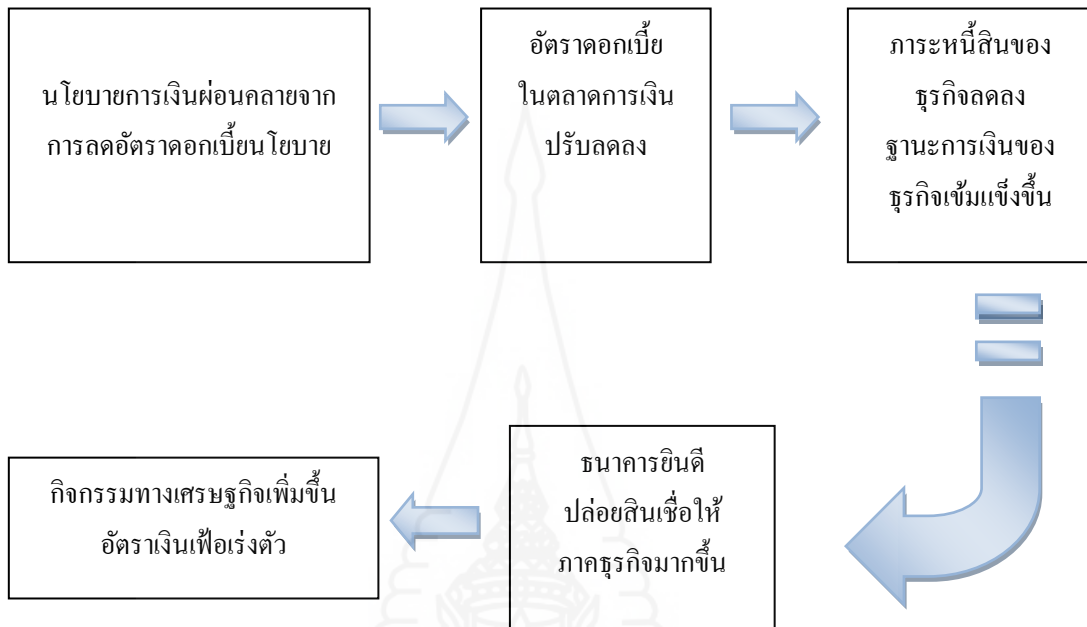 นโยบายการเงินผ่อนคลายจาก
การลดอัตราดอกเบี้ยนโยบาย
อัตราดอกเบี้ย
ในตลาดการเงิน
ปรับลดลง
ภาระหนี้สินของ
ธุรกิจลดลง
ฐานะการเงินของ
ธุรกิจเข้มแข็งขึ้น
ธนาคารยินดี
ปล่อยสินเชื่อให้
ภาคธุรกิจมากขึ้น
กิจกรรมทางเศรษฐกิจเพิ่มขึ้น
อัตราเงินเฟ้อเร่งตัว